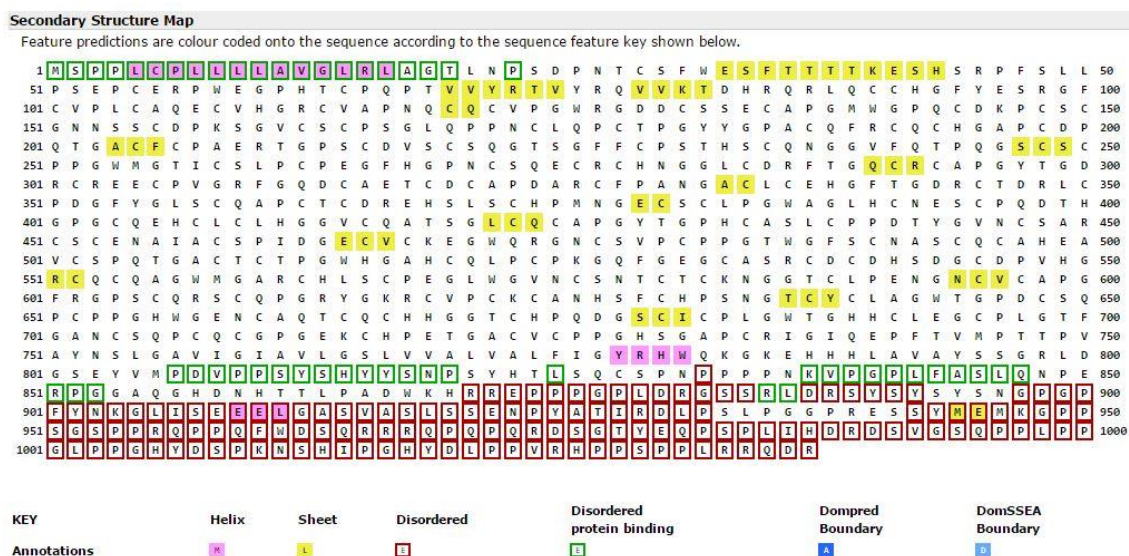 Secondary Structure Map
Feature predictions are colour coded onto the sequence according to the sequence feature key shown below.
1 M S P P L C P L L L L A V G L R L A G T L N P S D P N T C S F W E S F T T T T K E S H S R P F S L L 50
51 P S E P C E R P W E G P H T C P Q P T V V Y R T V Y R Q V V K T D H R Q R L Q C C H G F Y E S R G F 100
101 C V P L C A Q E C V H G R C V A P N Q C Q C V P G W R G D D C S S E C A P G M W G P Q C D K P C S C 150
151 G N N S S C D P K S G V C S C P S G L Q P P N C L Q P C T P G Y Y G P A C Q F R C Q C H G A P C D P 200
201 Q T G A C F C P A E R T G P S C D V S C S Q G T S G F F C P S T H S C Q N G G V F Q T P Q G S C S C 250
251 P P G W M G T I C S L P C P E G F H G P N C S Q E C R C H N G G L C D R F T G Q C R C A P G Y T G D 300
301 R C R E E C P V G R F G Q D C A E T C D C A P D A R C F P A N G A C L C E H G F T G D R C T D R L C 350
351 P D G F Y G L S C Q A P C T C D R E H S L S C H P M N G E C S C L P G W A G L H C N E S C P Q D T H 400
401 G P G C Q E H C L C L H G G V C Q A T S G L C Q C A P G Y T G P H C A S L C P P D T Y G V N C S A R 450
451 C S C E N A I A C S P I D G E C V C K E G W Q R G N C S V P C P P G T W G F S C N A S C Q C A H E A 500
501 V C S P Q T G A C T C T P G W H G A H C Q L P C P K G Q F G E G C A S R C D C D H S D G C D P V H G 550
551 R C Q C Q A G W M G A R C H L S C P E G L W G V N C S N T C T C K N G G T C L P E N G N C V C A P G 600
601 F R G P S C Q R S C Q P G R Y G K R C V P C K C A N H S F C H P S N G T C Y C L A G W T G P D C S Q 650
651 P C P P G H W G E N C A Q T C Q C H H G G T C H P Q D G S C I C P L G W T G H H C L E G C P L G T F 700
701 G A N C S Q P C Q C G P G E K C H P E T G A C V C P P G H S G A P C R I G I Q E P F T V M P T T P V 750
751 A Y N S L G A V I G I A V L G S L V V A L V A L F I G Y R H W Q K G K E H H H L A V A Y S S G R L D 800
801 G S E Y V M P D V P P S Y S H Y Y S N P S Y H T L S Q C S P N P P P P N K V P G P L F A S L Q N P E 850
851 R P G G A Q G H D N H T T L P A D W K H R R E P P P G P L D R G S S R L D R S Y S Y S Y S N G P G P 900
901 F Y N K G L I S E E E L G A S V A S L S S E N P Y A T I R D L P S L P G G P R E S S Y M E M K G P P 950
951 S G S P P R Q P P Q F W D S Q R R R Q P Q P Q R D S G T Y E Q P S P L I H D R D S V G S Q P P L P P 1000
1001 G L P P G H Y D S P K N S H I P G H Y D L P P V R H P P S P P L R R Q D R
KEY Helix Sheet Disordered Disordered protein binding Dompred Boundary DomSSEA Boundary
Annotations M L E E A D